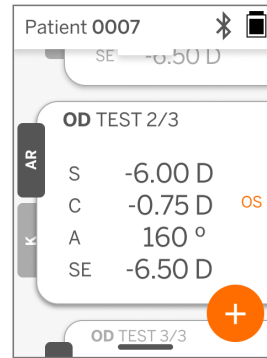 Patient 0007
SE -6.50 D
OD TEST 2/3
AR
S -6.00 D
C -0.75 D
OS
A 160 º
K
SE -6.50 D
+
OD TEST 3/3